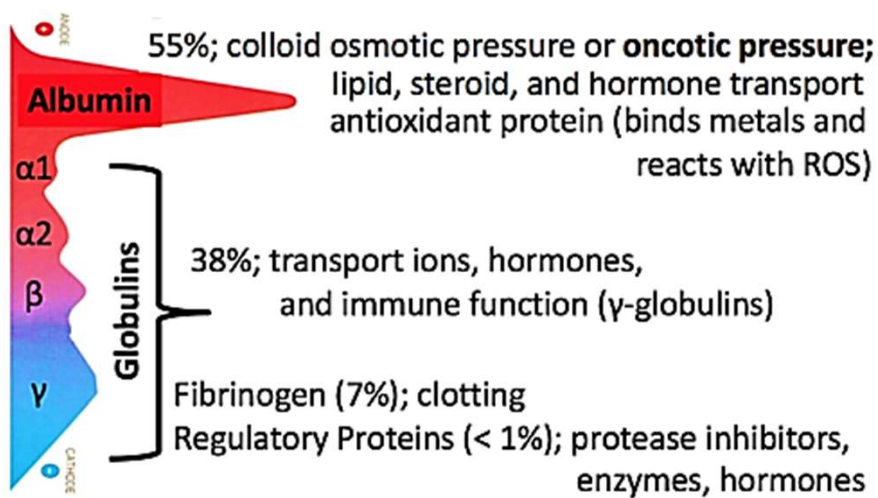 ANODE
55%; colloid osmotic pressure or oncotic pressure;
lipid, steroid, and hormone transport
Albumin
antioxidant protein (binds metals and
reacts with ROS)
α1
α2
β
γ
Globulins
38%; transport ions, hormones,
and immune function (γ-globulins)
Fibrinogen (7%); clotting
Regulatory Proteins (< 1%); protease inhibitors,
enzymes, hormones
CATHODE